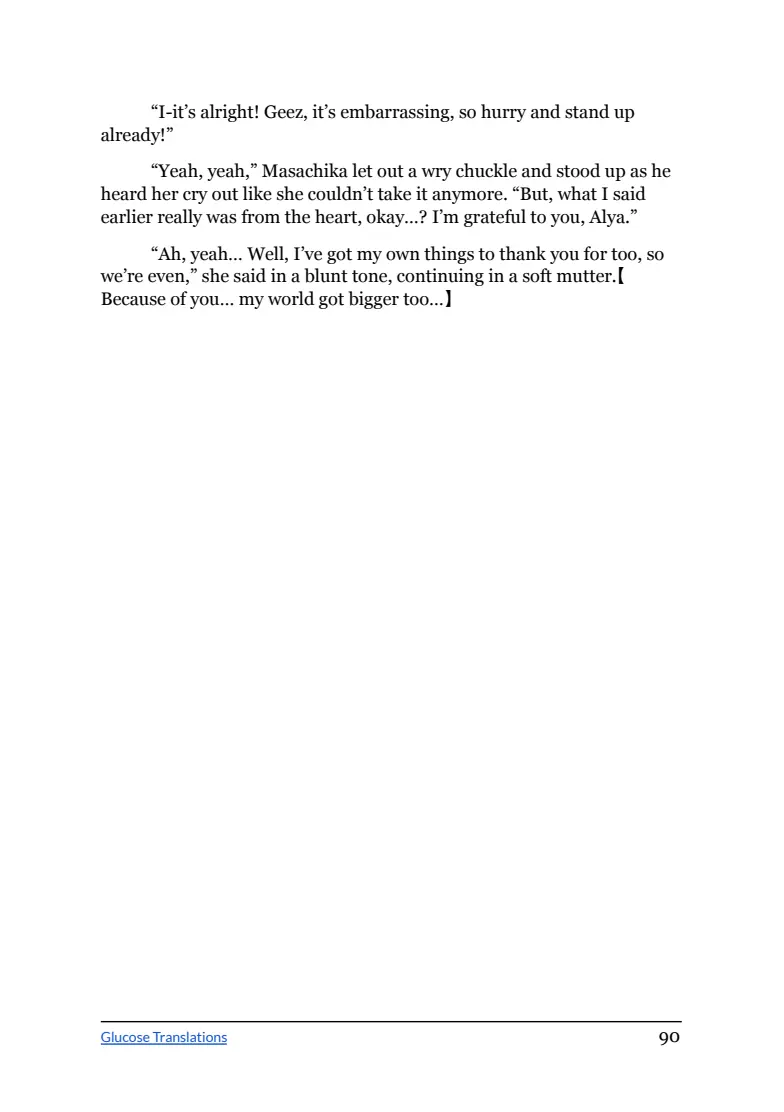 “I-it’s alright! Geez, it’s embarrassing, so hurry and stand up
already!”
“Yeah, yeah,” Masachika let out a wry chuckle and stood up as he
heard her cry out like she couldn’t take it anymore. “But, what I said
earlier really was from the heart, okay…? I’m grateful to you, Alya.”
“Ah, yeah… Well, I’ve got my own things to thank you for too, so
we’re even,” she said in a blunt tone, continuing in a soft mutter.【
Because of you… my world got bigger too…】
Glucose Translations
90